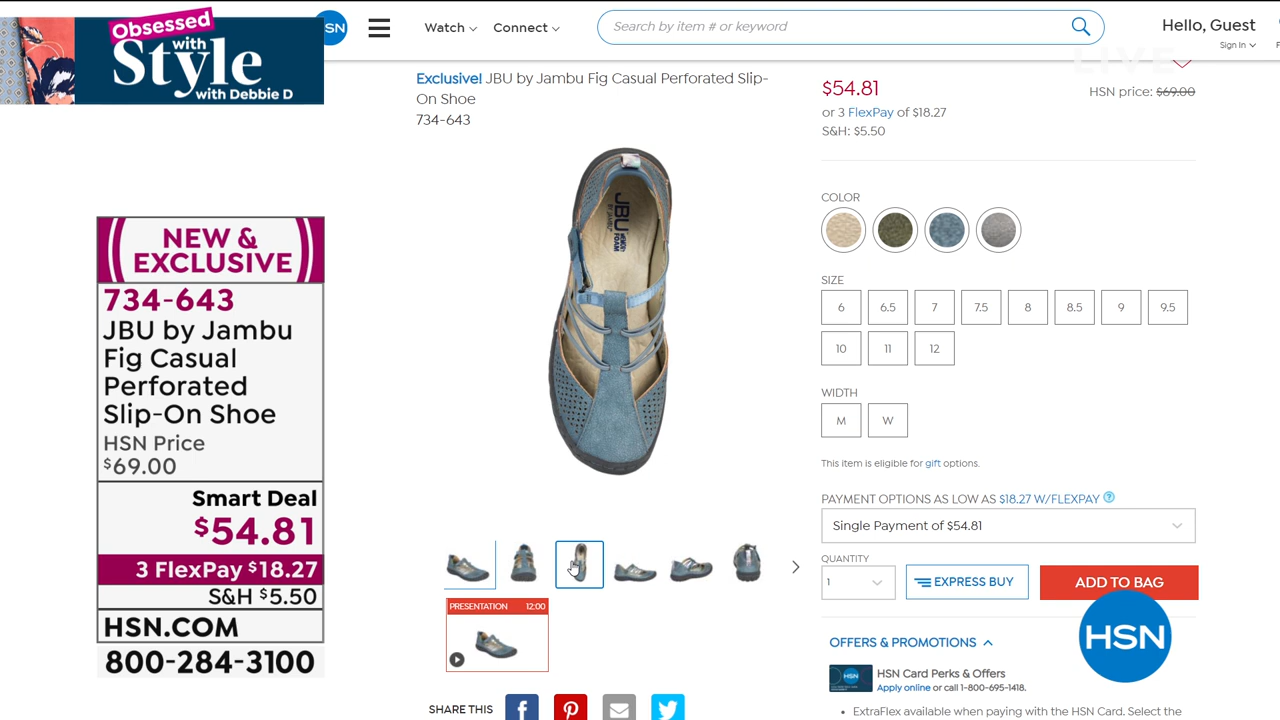 Obsessed
with
Style
with Debbie D
SN
Watch
Connect
Search by item # or keyword
Hello, Guest
Sign In
LIVE
Exclusive! JBU by Jambu Fig Casual Perforated Slip-
On Shoe
734-643
$54.81
HSN price: $69.00
or 3 FlexPay of $18.27
S&H: $5.50
COLOR
SIZE
6 6.5 7 7.5 8 8.5 9 9.5
10 11 12
WIDTH
M W
This item is eligible for gift options.
PAYMENT OPTIONS AS LOW AS $18.27 W/FLEXPAY ?
Single Payment of $54.81
QUANTITY
1
EXPRESS BUY
ADD TO BAG
OFFERS & PROMOTIONS
HSN
HSN
HSN Card Perks & Offers
Apply online or call 1-800-695-1418.
• ExtraFlex available when paying with the HSN Card. Select the
JBU
BY JAMBU
MEMORY
FOAM
PRESENTATION 12:00
SHARE THIS
NEW &
EXCLUSIVE
734-643
JBU by Jambu
Fig Casual
Perforated
Slip-On Shoe
HSN Price
$69.00
Smart Deal
$54.81
3 FlexPay $18.27
S&H $5.50
HSN.COM
800-284-3100